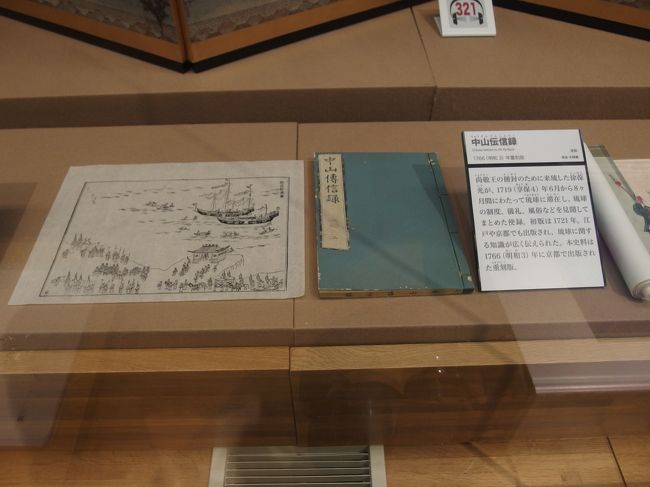 321
中山傳信録
中山伝信録
1766(明和3)年重刻版
尚敬王の冊封のために来琉した徐葆
光が、1719(享保4)年6月から8ヶ
月間にわたって琉球に滞在し、琉球
の制度、儀礼、風俗などを見聞して
まとめた使録。初版は1721年。江
戸や京都でも出版され、琉球に関す
る知識が広く伝えられた。本史料は
1766(明和3)年に京都で出版され
た重刻版。